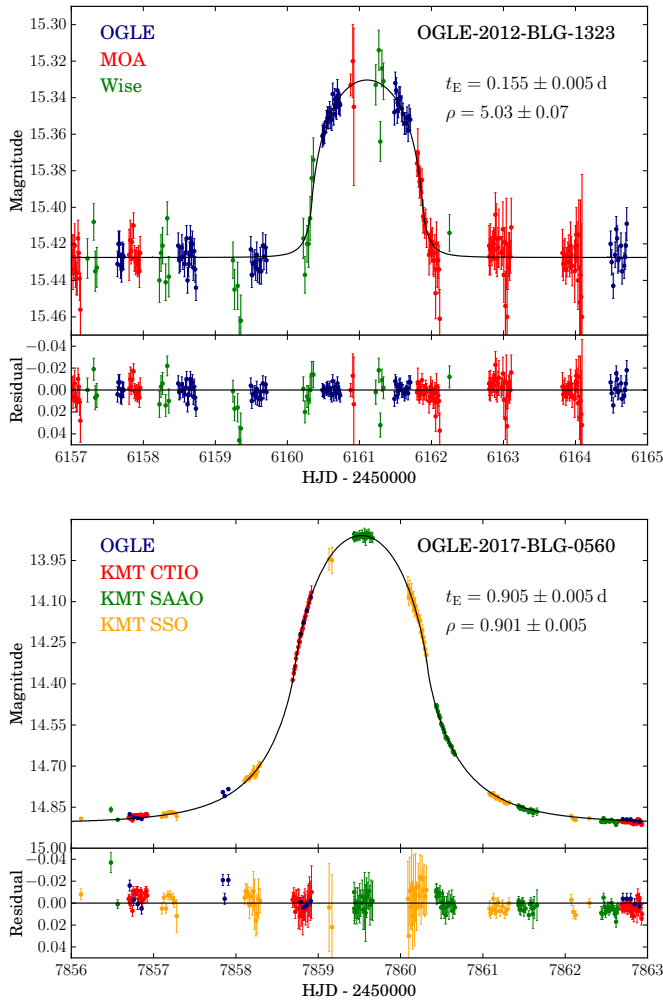 OGLE
MOA
Wise
OGLE-2012-BLG-1323
t_E = 0.155 ± 0.005 d
ρ = 5.03 ± 0.07
Magnitude
15.30
15.32
15.34
15.36
15.38
15.40
15.42
15.44
15.46
Residual
−0.04
−0.02
0.00
0.02
0.04
6157 6158 6159 6160 6161 6162 6163 6164 6165
HJD - 2450000
OGLE
KMT CTIO
KMT SAAO
KMT SSO
OGLE-2017-BLG-0560
t_E = 0.905 ± 0.005 d
ρ = 0.901 ± 0.005
Magnitude
13.95
14.10
14.25
14.40
14.55
14.70
14.85
15.00
Residual
−0.04
−0.02
0.00
0.02
0.04
7856 7857 7858 7859 7860 7861 7862 7863
HJD - 2450000